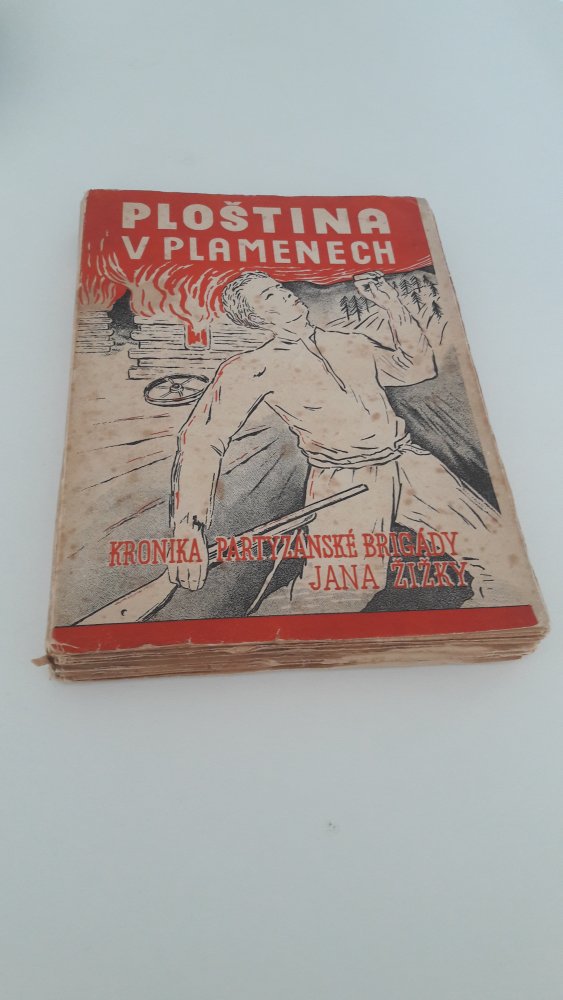 PLOŠTINA
V PLAMENECH
KRONIKA PARTYZÁNSKÉ BRIGÁDY
JANA ŽIŽKY